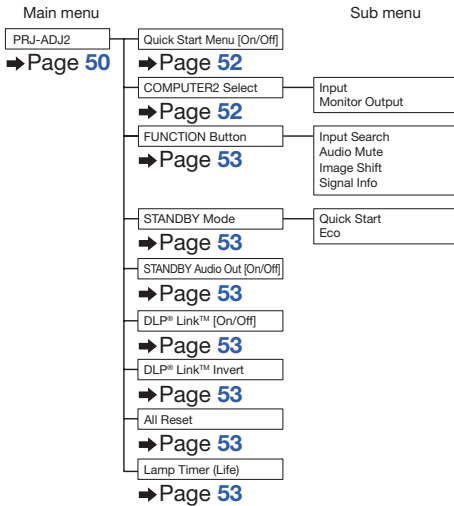 Main menu
Sub menu
PRJ-ADJ2
➡Page 50
Quick Start Menu [On/Off]
➡Page 52
COMPUTER2 Select
Input
Monitor Output
➡Page 52
FUNCTION Button
Input Search
Audio Mute
Image Shift
Signal Info
➡Page 53
STANDBY Mode
Quick Start
Eco
➡Page 53
STANDBY Audio Out [On/Off]
➡Page 53
DLP® Link™ [On/Off]
➡Page 53
DLP® Link™ Invert
➡Page 53
All Reset
➡Page 53
Lamp Timer (Life)
➡Page 53